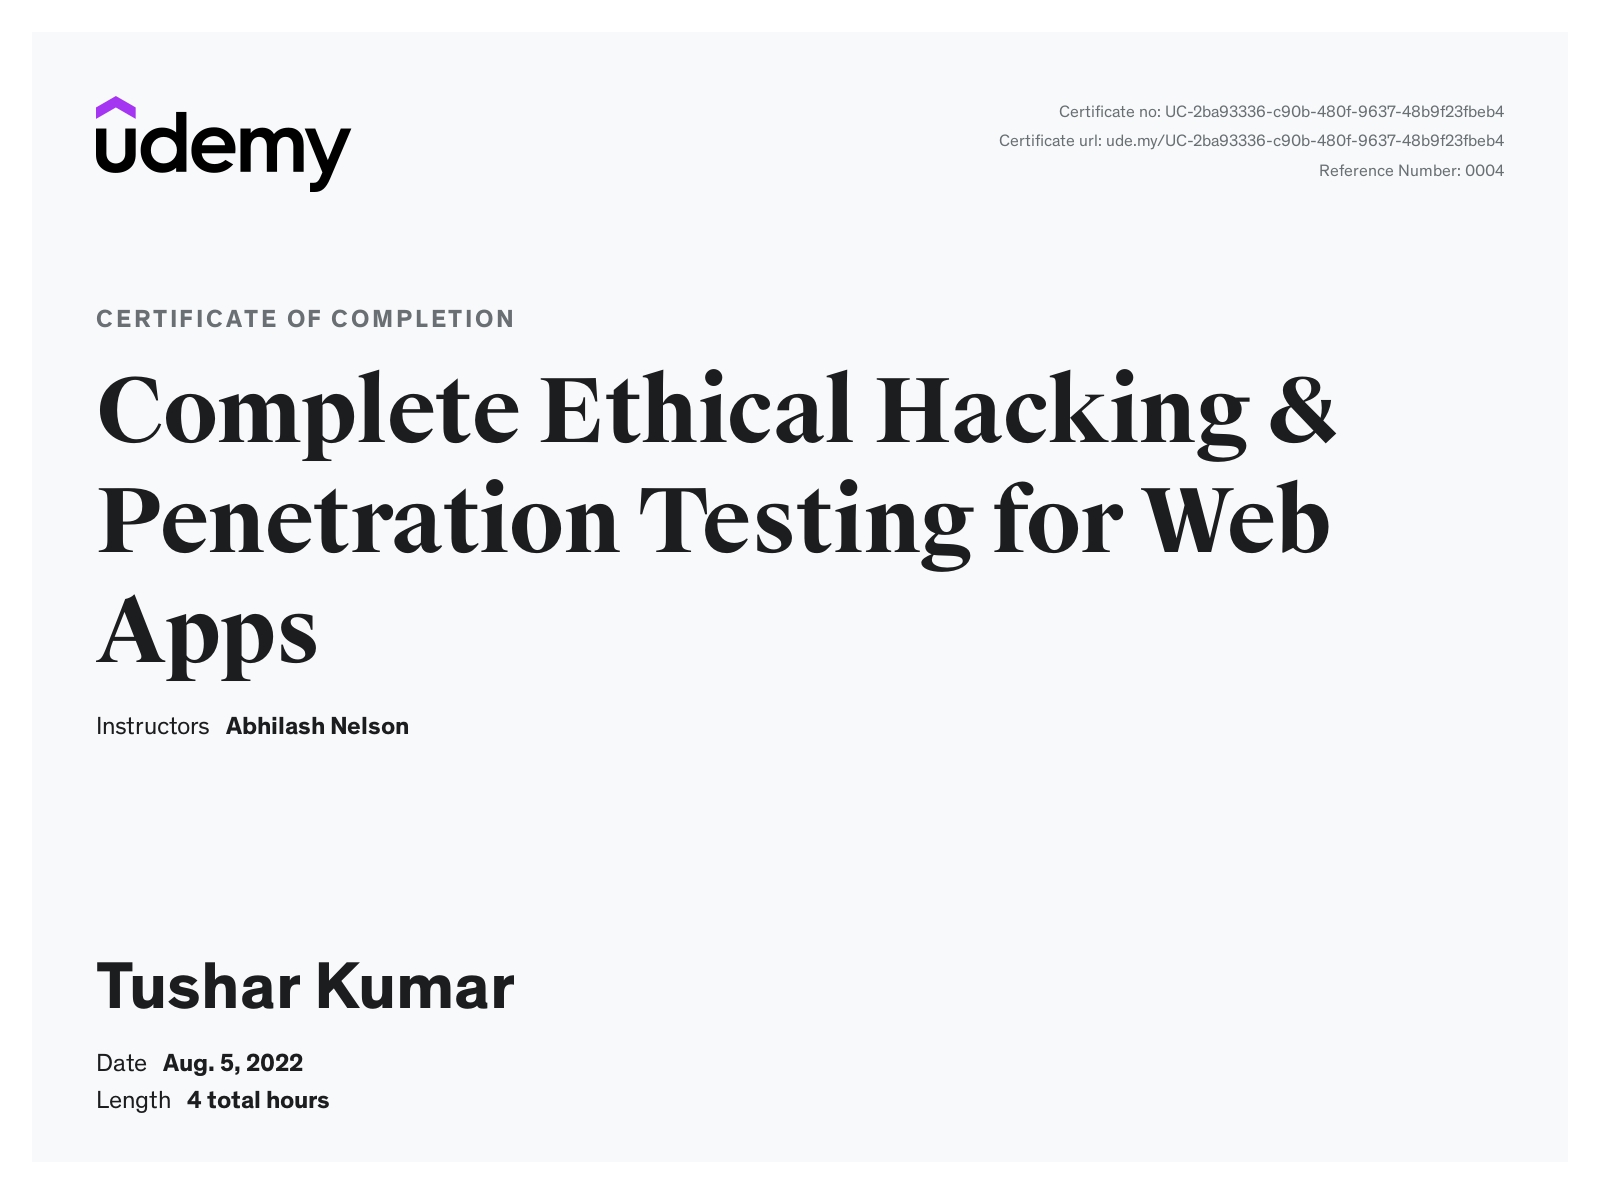 udemy
Certificate no: UC-2ba93336-c90b-480f-9637-48b9f23fbeb4
Certificate url: ude.my/UC-2ba93336-c90b-480f-9637-48b9f23fbeb4
Reference Number: 0004
CERTIFICATE OF COMPLETION
Complete Ethical Hacking &
Penetration Testing for Web
Apps
Instructors Abhilash Nelson
Tushar Kumar
Date Aug. 5, 2022
Length 4 total hours